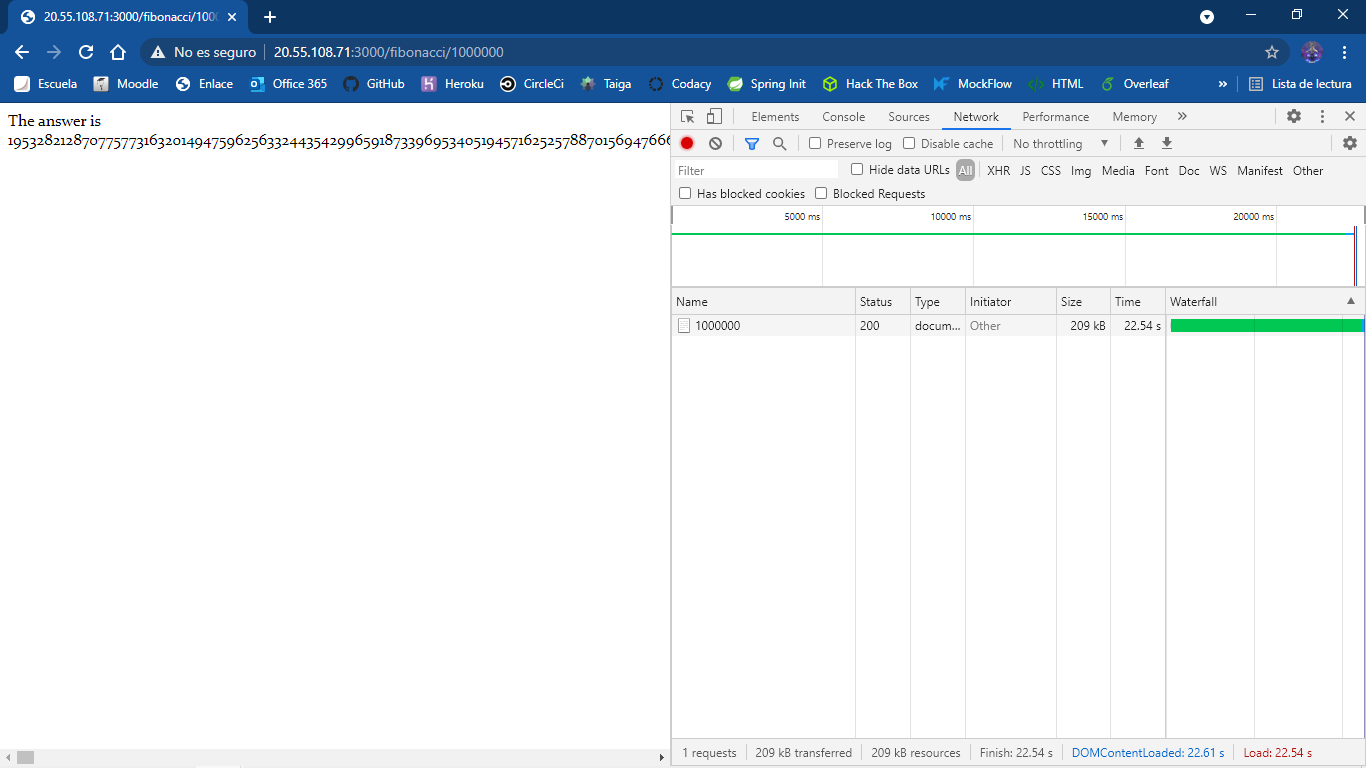 20.55.108.71:3000/fibonacci/1000
No es seguro 20.55.108.71:3000/fibonacci/1000000
Escuela Moodle Enlace Office 365 GitHub Heroku CircleCi Taiga Codacy Spring Init Hack The Box MockFlow HTML Overleaf » Lista de lectura
The answer is
1953282128707757731632014947596256332443542996591873396953405194571625257887015694766
Elements Console Sources Network Performance Memory »
Preserve log Disable cache No throttling
Filter Hide data URLs All XHR JS CSS Img Media Font Doc WS Manifest Other
Has blocked cookies Blocked Requests
5000 ms 10000 ms 15000 ms 20000 ms
Name Status Type Initiator Size Time Waterfall
1000000 200 docum... Other 209 kB 22.54 s
1 requests 209 kB transferred 209 kB resources Finish: 22.54 s DOMContentLoaded: 22.61 s Load: 22.54 s